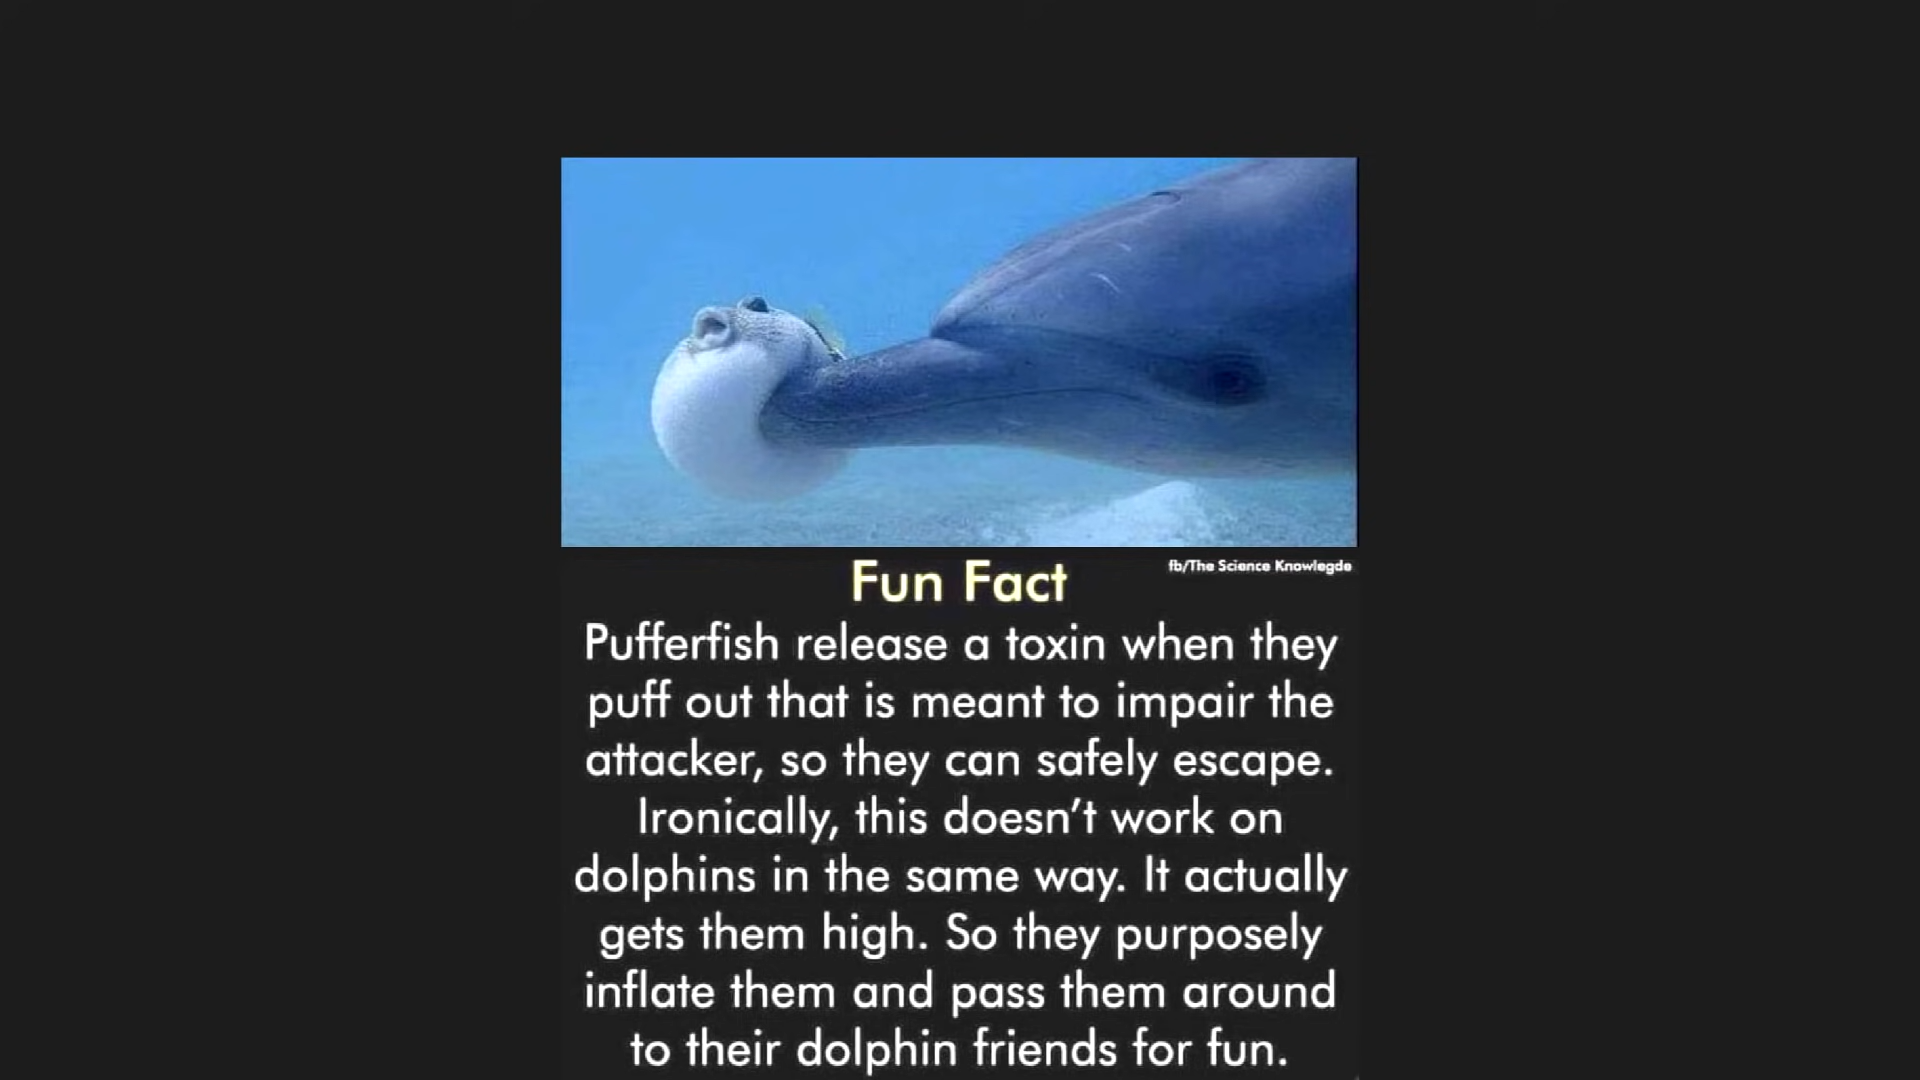 Fun Fact
fb/The Science Knowlegde
Pufferfish release a toxin when they
puff out that is meant to impair the
attacker, so they can safely escape.
Ironically, this doesn't work on
dolphins in the same way. It actually
gets them high. So they purposely
inflate them and pass them around
to their dolphin friends for fun.